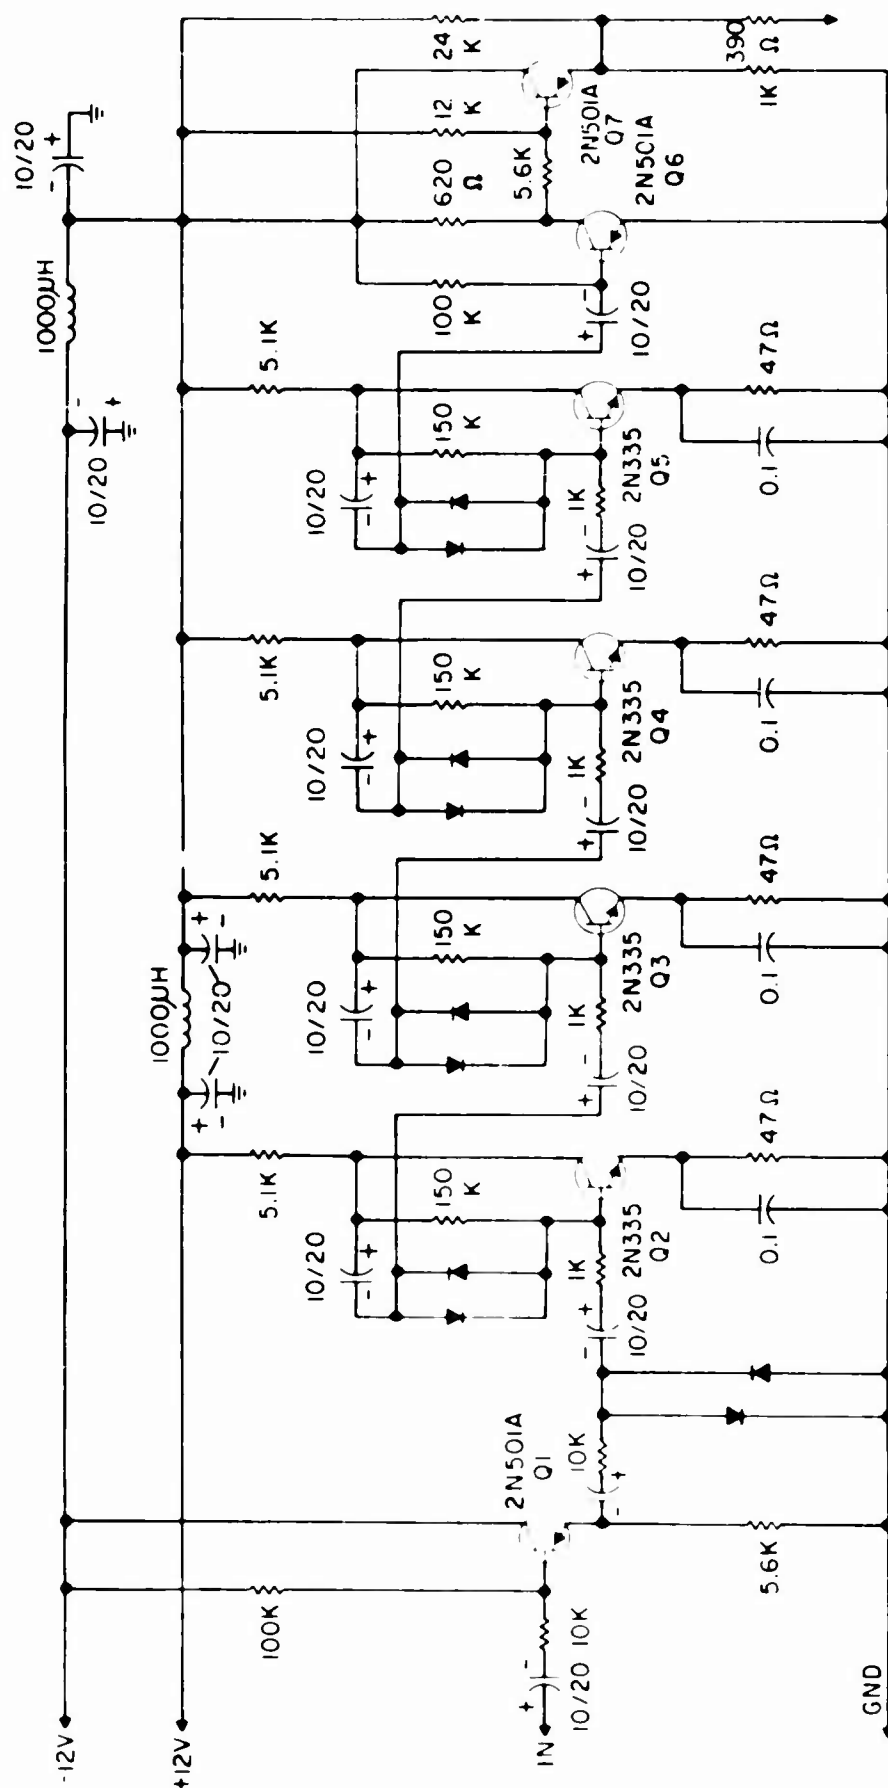 10/20
1000µH
10/20
-12V
+12V
1000µH
10/20
5.1K
5.1K
5.1K
5.1K
100K
10/20
10/20
10/20
10/20
150 K
150 K
150 K
150 K
100 K
620 Ω
12 K
24 K
IN
10/20
10K
2N501A
Q1
10K
10/20
1K
2N335
Q2
10/20
1K
2N335
Q3
10/20
1K
2N335
Q4
10/20
1K
2N335
Q5
10/20
5.6K
2N501A
Q6
2N501A
Q7
5.6K
0.1
47Ω
0.1
47Ω
0.1
47Ω
0.1
47Ω
1K
390 Ω
GND